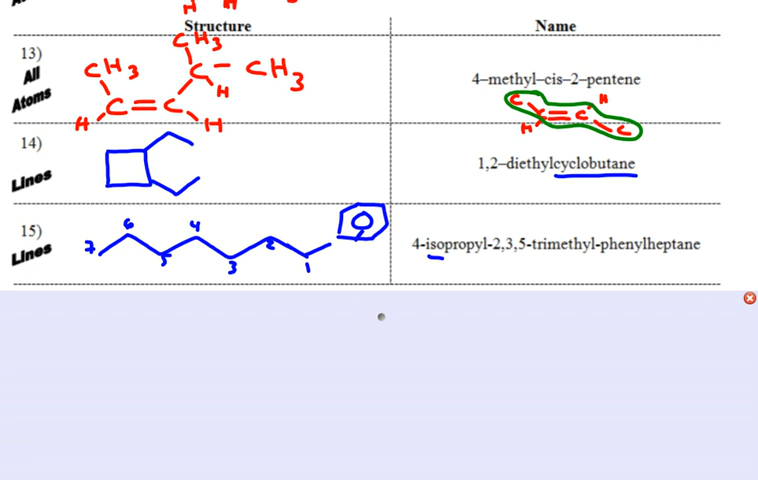 H H
Structure Name
13)
All
Atoms
CH3
CH3 C – CH3
H
C = C
H H
4–methyl–cis–2–pentene
C H
C = C
H C
14)
Lines
1,2–diethylcyclobutane
15)
Lines
7 6 5 4 3 2 1
4-isopropyl-2,3,5-trimethyl-phenylheptane